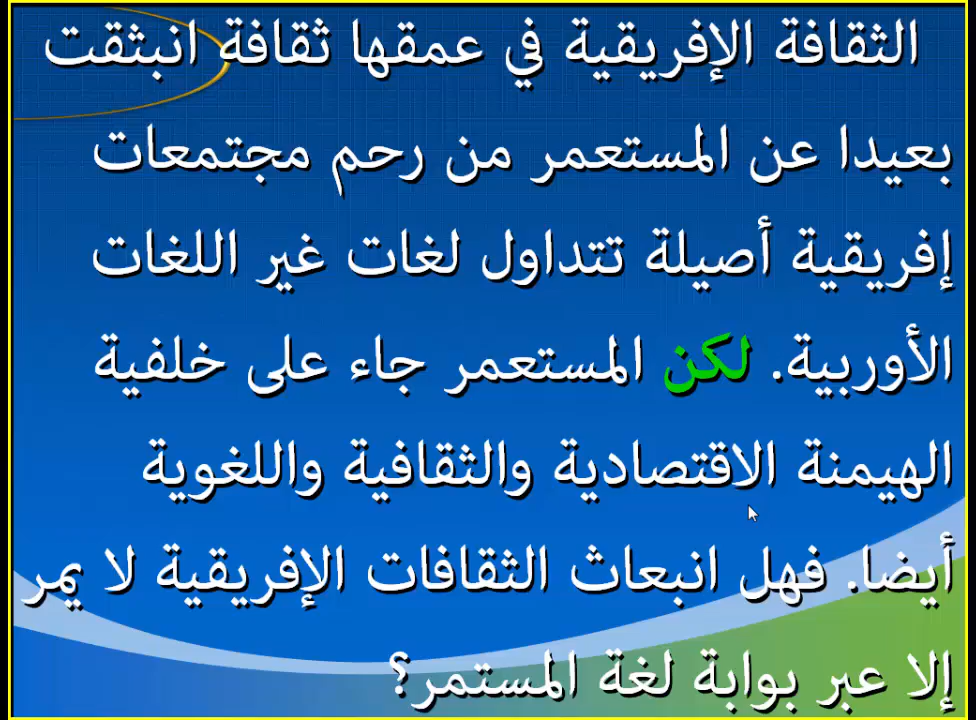 الثقافة الإفريقية في عمقها ثقافة انبثقت
بعيدا عن المستعمر من رحم مجتمعات
إفريقية أصيلة تتداول لغات غير اللغات
الأوربية. لكن المستعمر جاء على خلفية
الهيمنة الاقتصادية والثقافية واللغوية
أيضا. فهل انبعاث الثقافات الإفريقية لا يمر
إلا عبر بوابة لغة المستمر؟